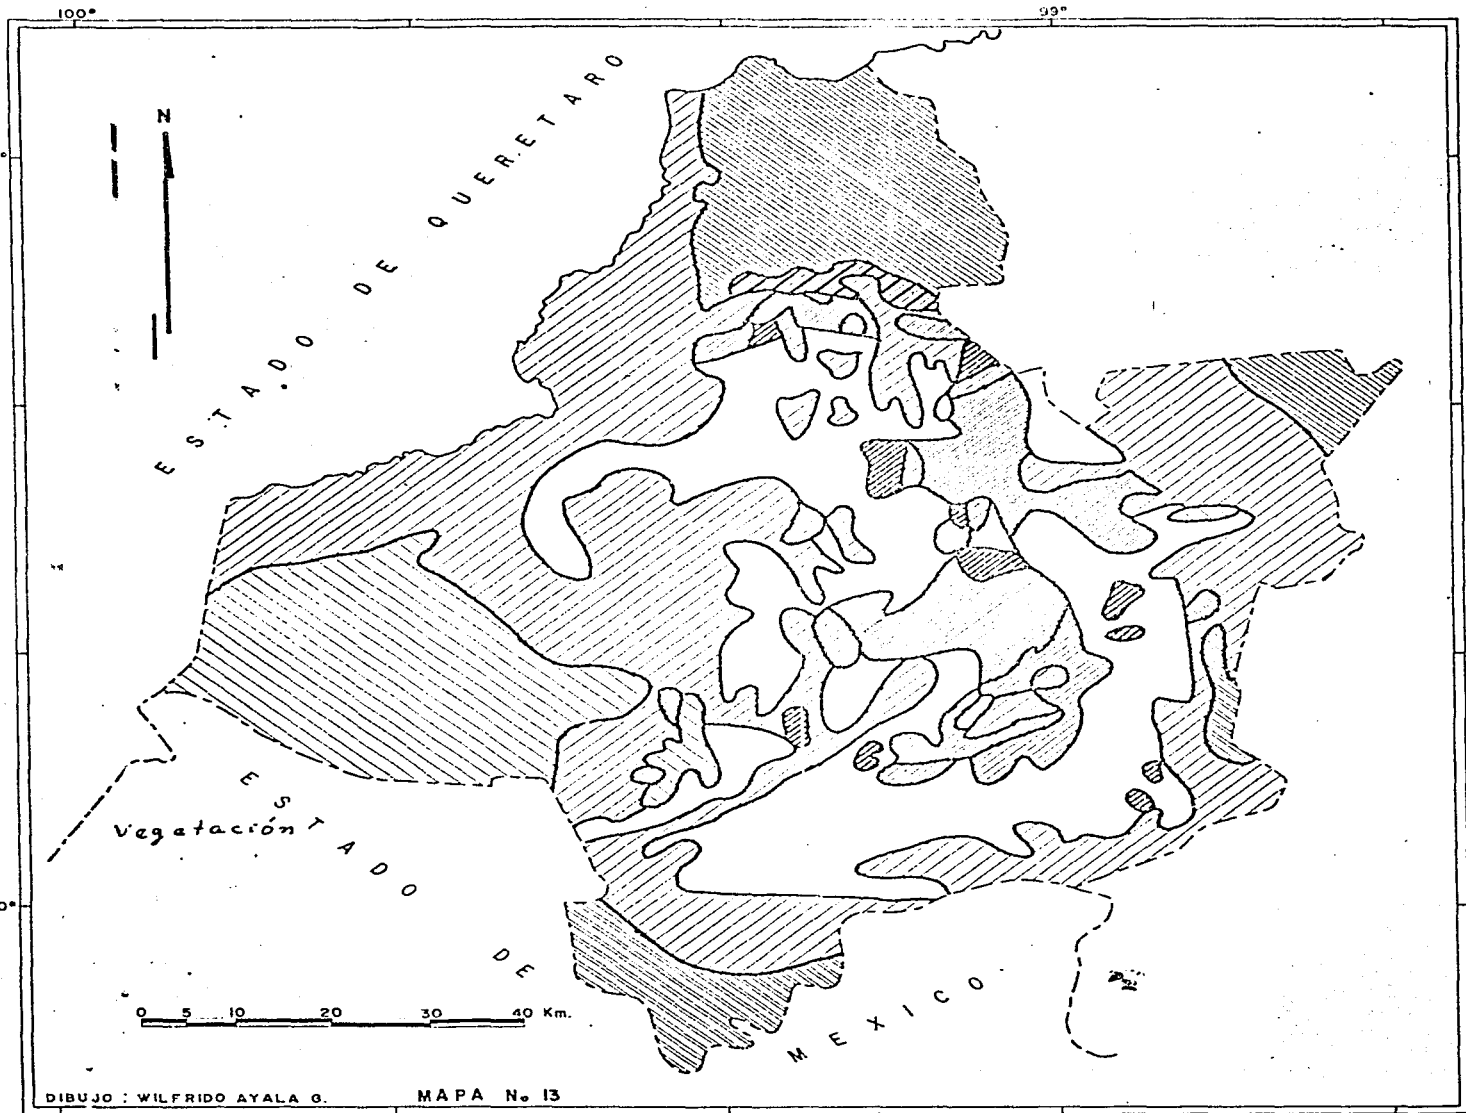 100° 99°
N
ESTADO DE QUERETARO
Vegetación
ESTADO DE MEXICO
0 5 10 20 30 40 Km.
DIBUJO : WILFRIDO AYALA G. MAPA No 13